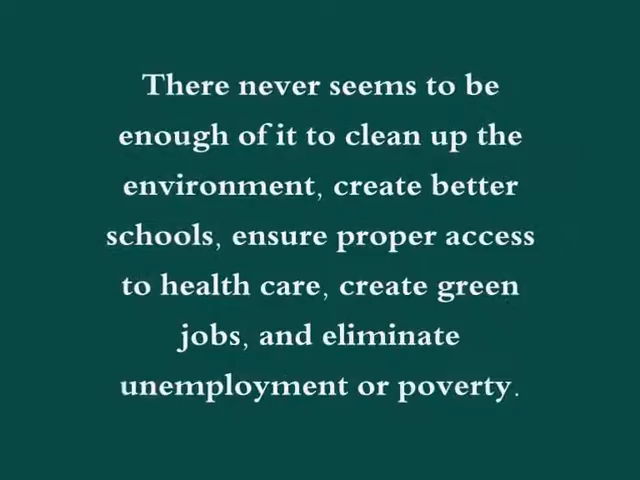 There never seems to be
enough of it to clean up the
environment, create better
schools, ensure proper access
to health care, create green
jobs, and eliminate
unemployment or poverty.